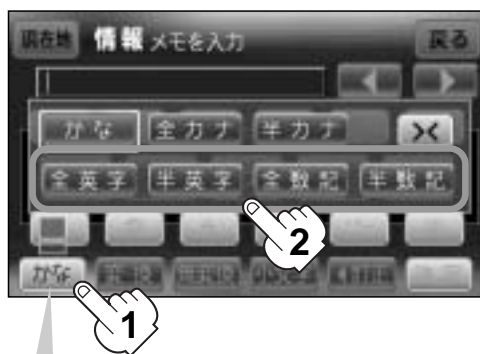 現在地 情報 メモを入力 戻る
かな 全カナ 半カナ ><
全英字 半英字 全数記 半数記
2
かな
1